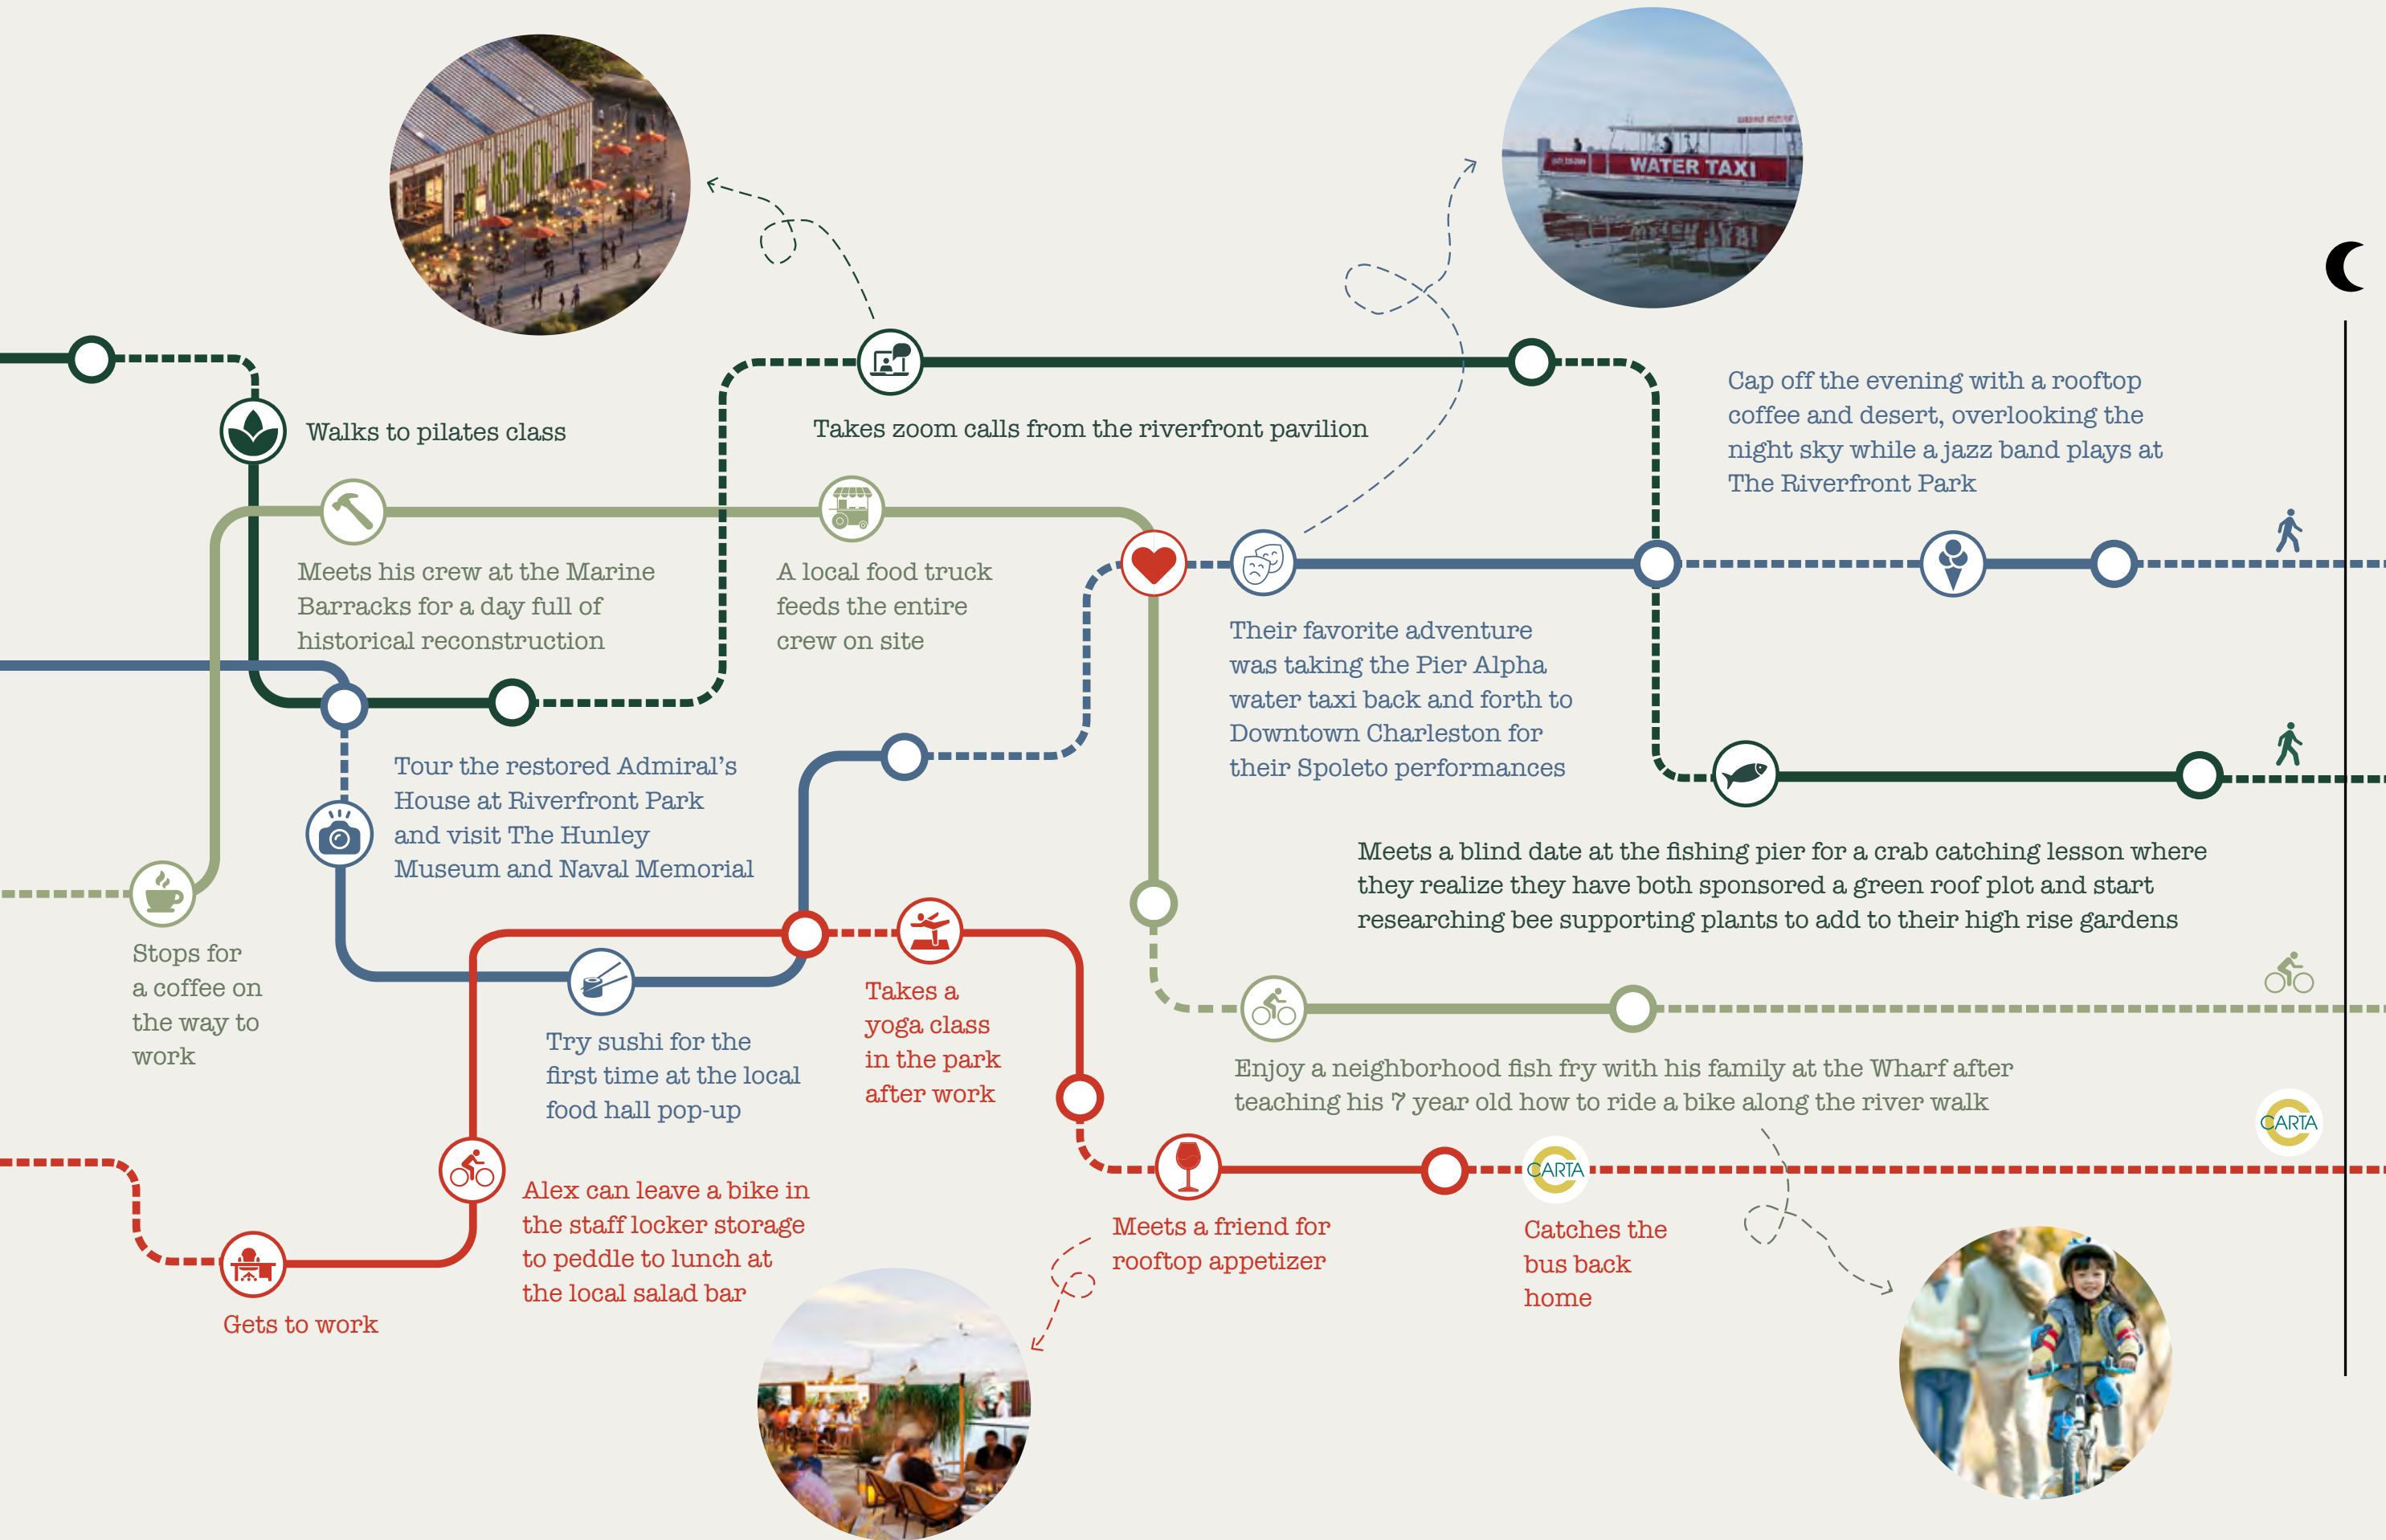 1601
WATER TAXI
Walks to pilates class
Takes zoom calls from the riverfront pavilion
Cap off the evening with a rooftop
coffee and desert, overlooking the
night sky while a jazz band plays at
The Riverfront Park
Meets his crew at the Marine
Barracks for a day full of
historical reconstruction
A local food truck
feeds the entire
crew on site
Their favorite adventure
was taking the Pier Alpha
water taxi back and forth to
Downtown Charleston for
their Spoleto performances
Tour the restored Admiral's
House at Riverfront Park
and visit The Hunley
Museum and Naval Memorial
Meets a blind date at the fishing pier for a crab catching lesson where
they realize they have both sponsored a green roof plot and start
researching bee supporting plants to add to their high rise gardens
Stops for
a coffee on
the way to
work
Try sushi for the
first time at the local
food hall pop-up
Takes a
yoga class
in the park
after work
Enjoy a neighborhood fish fry with his family at the Wharf after
teaching his 7 year old how to ride a bike along the river walk
CARTA
CARTA
Alex can leave a bike in
the staff locker storage
to peddle to lunch at
the local salad bar
Meets a friend for
rooftop appetizer
Catches the
bus back
home
Gets to work